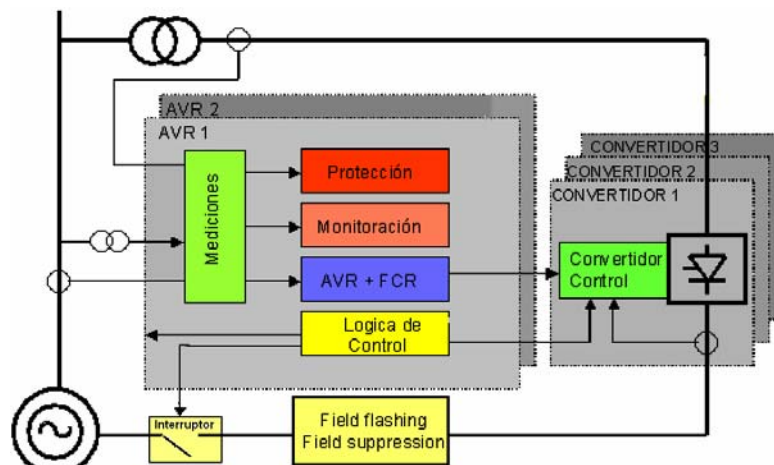 AVR 2
AVR 1
CONVERTIDOR 3
CONVERTIDOR 2
CONVERTIDOR 1
Mediciones
Protección
Monitoración
AVR + FCR
Logica de
Control
Convertidor
Control
Interruptor
Field flashing
Field suppression